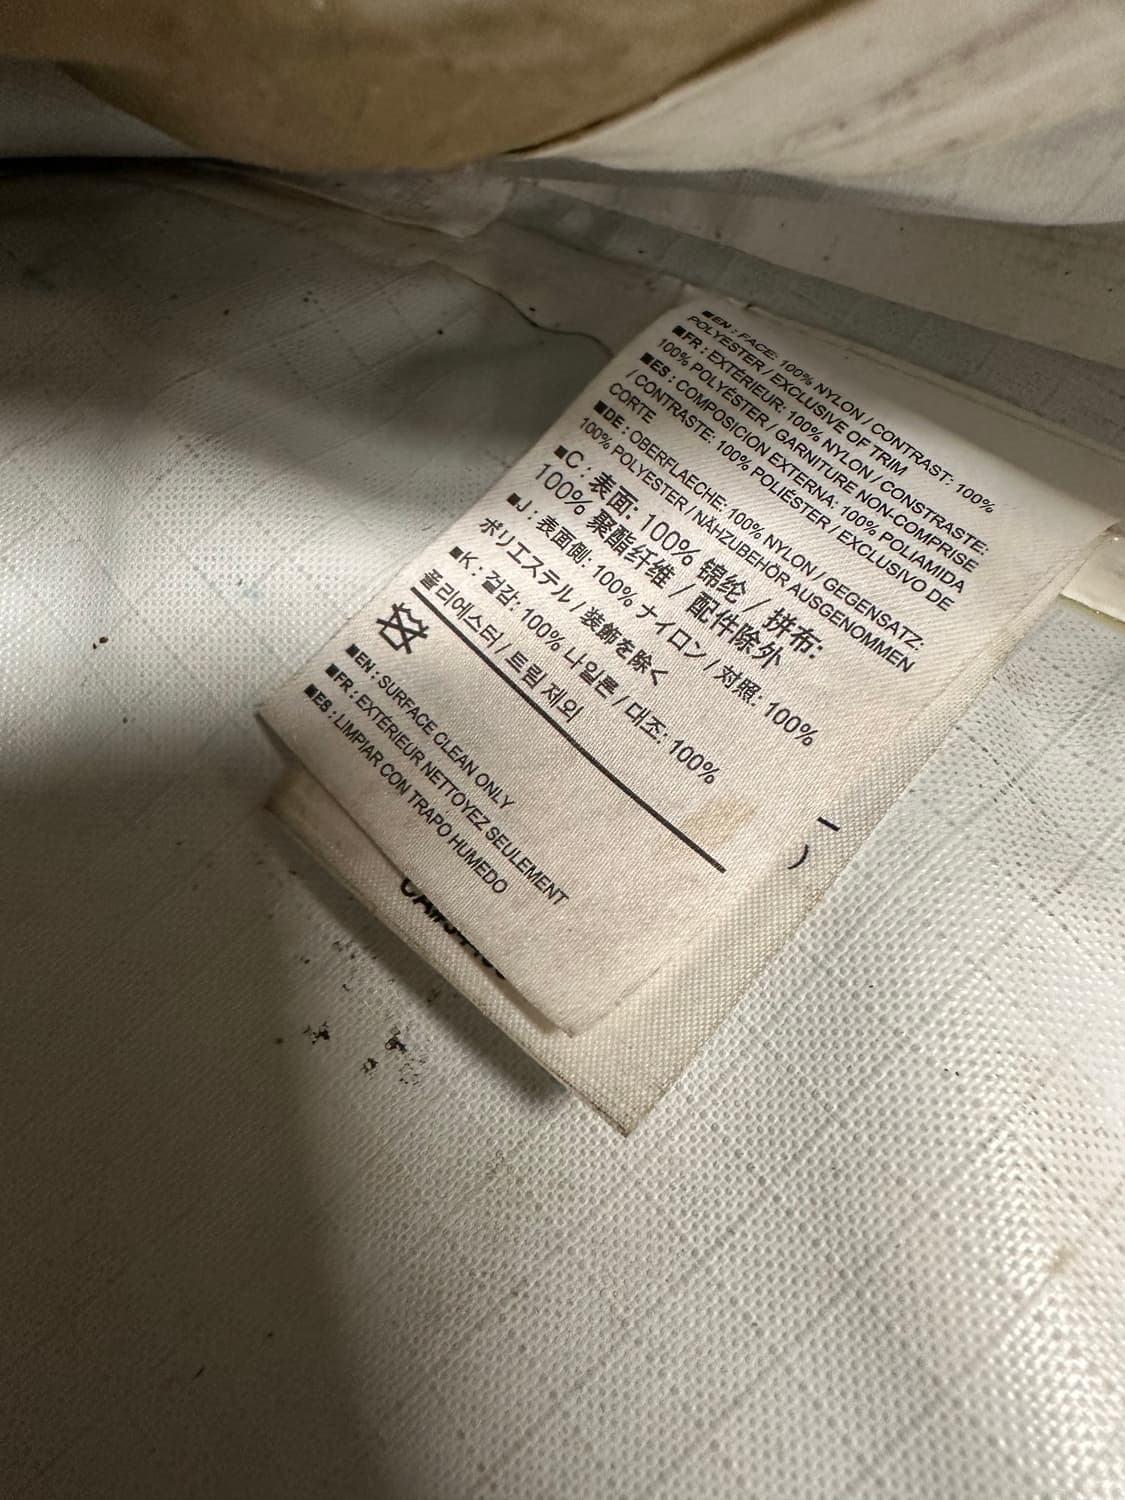 ■EN : FACE: 100% NYLON / CONTRAST: 100%
POLYESTER / EXCLUSIVE OF TRIM
■FR : EXTÉRIEUR: 100% NYLON / CONSTRASTE:
100% POLYÉSTER / GARNITURE NON-COMPRISE
■ES : COMPOSICIÓN EXTERNA: 100% POLIAMIDA
/ CONTRASTE: 100% POLIÉSTER / EXCLUSIVO DE
CORTE
■DE : OBERFLAECHE: 100% NYLON / GEGENSATZ:
100% POLYESTER / NÄHZUBEHÖR AUSGENOMMEN
■C : 表面: 100% 锦纶 / 拼布:
100% 聚酯纤维 / 配件除外
■J : 表面側: 100% ナイロン / 対照: 100%
ポリエステル / 装飾を除く
■K : 겉감: 100% 나일론 / 대조: 100%
폴리에스터 / 트림 제외
■EN : SURFACE CLEAN ONLY
■FR : EXTÉRIEUR NETTOYEZ SEULEMENT
■ES : LIMPIAR CON TRAPO HUMEDO